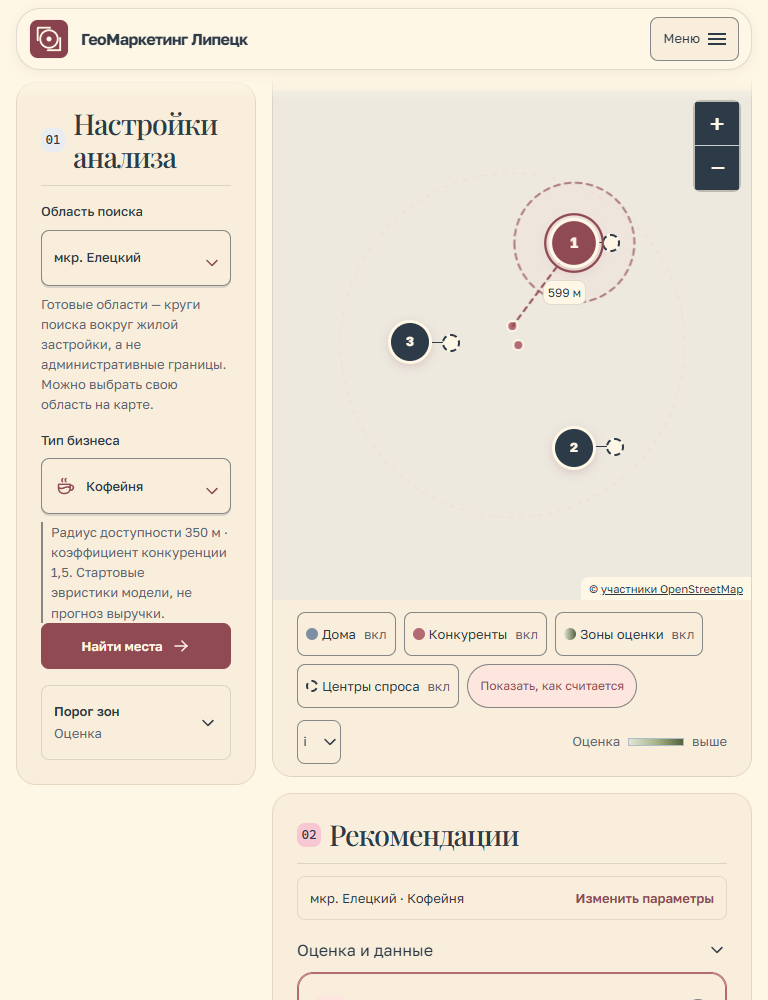 ГеоМаркетинг Липецк
Меню
01
Настройки
анализа
Область поиска
мкр. Елецкий
Готовые области — круги
поиска вокруг жилой
застройки, а не
административные границы.
Можно выбрать свою
область на карте.
Тип бизнеса
Кофейня
Радиус доступности 350 м ·
коэффициент конкуренции
1,5. Стартовые
эвристики модели, не
прогноз выручки.
Найти места →
Порог зон
Оценка
+
−
1
599 м
3
2
© участники OpenStreetMap
Дома вкл
Конкуренты вкл
Зоны оценки вкл
Центры спроса вкл
Показать, как считается
i
Оценка
выше
02
Рекомендации
мкр. Елецкий · Кофейня
Изменить параметры
Оценка и данные